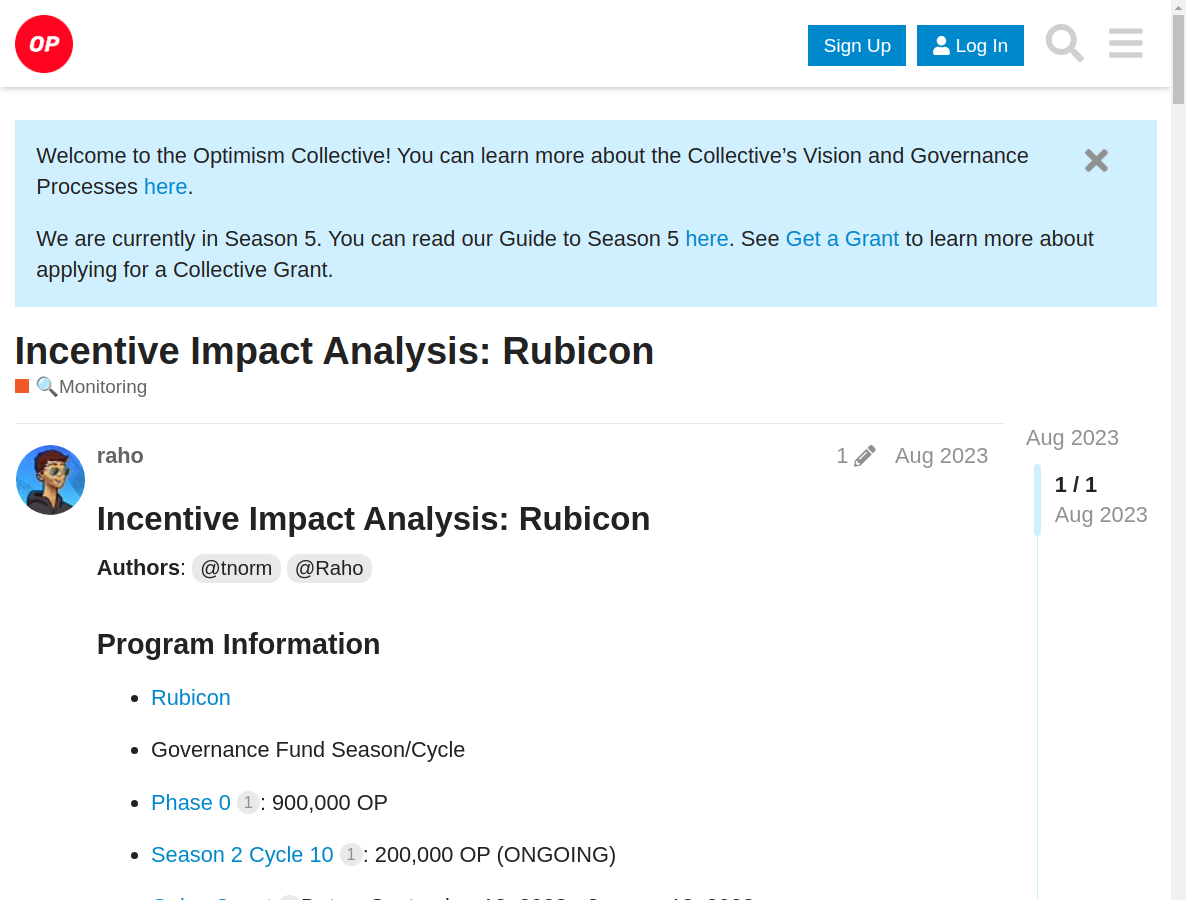 OP
Sign Up
Log In
Welcome to the Optimism Collective! You can learn more about the Collective’s Vision and Governance
Processes here.
We are currently in Season 5. You can read our Guide to Season 5 here. See Get a Grant to learn more about
applying for a Collective Grant.
Incentive Impact Analysis: Rubicon
🔍Monitoring
raho
1
Aug 2023
Aug 2023
1 / 1
Aug 2023
Incentive Impact Analysis: Rubicon
Authors: @tnorm @Raho
Program Information
Rubicon
Governance Fund Season/Cycle
Phase 0 1 : 900,000 OP
Season 2 Cycle 10 1 : 200,000 OP (ONGOING)